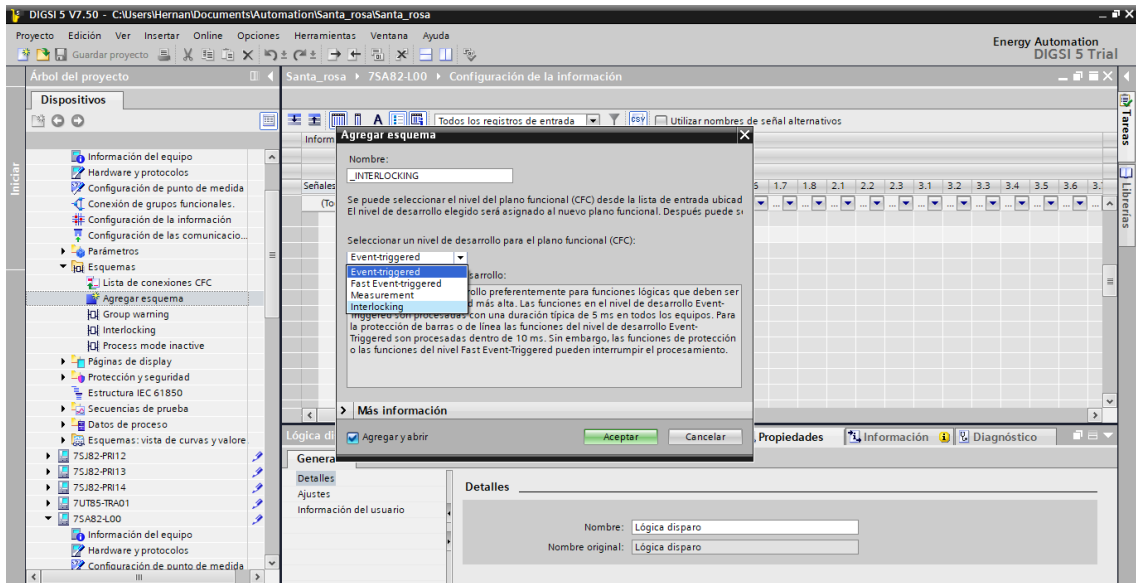 DIGSI 5 V7.50 - C:\Users\Hernan\Documents\Automation\Santa_rosa\Santa_rosa
Proyecto Edición Ver Insertar Online Opciones Herramientas Ventana Ayuda
Guardar proyecto
Energy Automation
DIGSI 5 Trial
Árbol del proyecto
Santa_rosa 7SA82-L00 Configuración de la información
Dispositivos
Información del equipo
Hardware y protocolos
Configuración de punto de medida
Conexión de grupos funcionales.
Configuración de la información
Configuración de las comunicacio...
Parámetros
Esquemas
Lista de conexiones CFC
Agregar esquema
Group warning
Interlocking
Process mode inactive
Páginas de display
Protección y seguridad
Estructura IEC 61850
Secuencias de prueba
Datos de proceso
Esquemas: vista de curvas y valore
7SJ82-PRI12
7SJ82-PRI13
7SJ82-PRI14
7UT85-TRA01
7SA82-L00
Información del equipo
Hardware y protocolos
Configuración de punto de medida
Iniciar
Todos los registros de entrada
csv
Utilizar nombres de señal alternativos
Inform
Señales
(To
1.7 1.8 2.1 2.2 2.3 3.1 3.2 3.3 3.4 3.5 3.6 3.
Agregar esquema
Nombre:
_INTERLOCKING
Se puede seleccionar el nivel del plano funcional (CFC) desde la lista de entrada ubicad
El nivel de desarrollo elegido será asignado al nuevo plano funcional. Después puede s
Seleccionar un nivel de desarrollo para el plano funcional (CFC):
Event-triggered
Event-triggered
Fast Event-triggered
Measurement
Interlocking
sarrollo:
llo preferentemente para funciones lógicas que deben ser
d más alta. Las funciones en el nivel de desarrollo Event-
Triggered son procesadas con una duración típica de 5 ms en todos los equipos. Para
la protección de barras o de línea las funciones del nivel de desarrollo Event-
Triggered son procesadas dentro de 10 ms. Sin embargo, las funciones de protección
o las funciones del nivel Fast Event-Triggered pueden interrumpir el procesamiento.
Más información
Agregar y abrir
Aceptar
Cancelar
Lógica di
Propiedades
Información
Diagnóstico
Genera
Detalles
Ajustes
Información del usuario
Detalles
Nombre: Lógica disparo
Nombre original: Lógica disparo
Tareas
Librerías